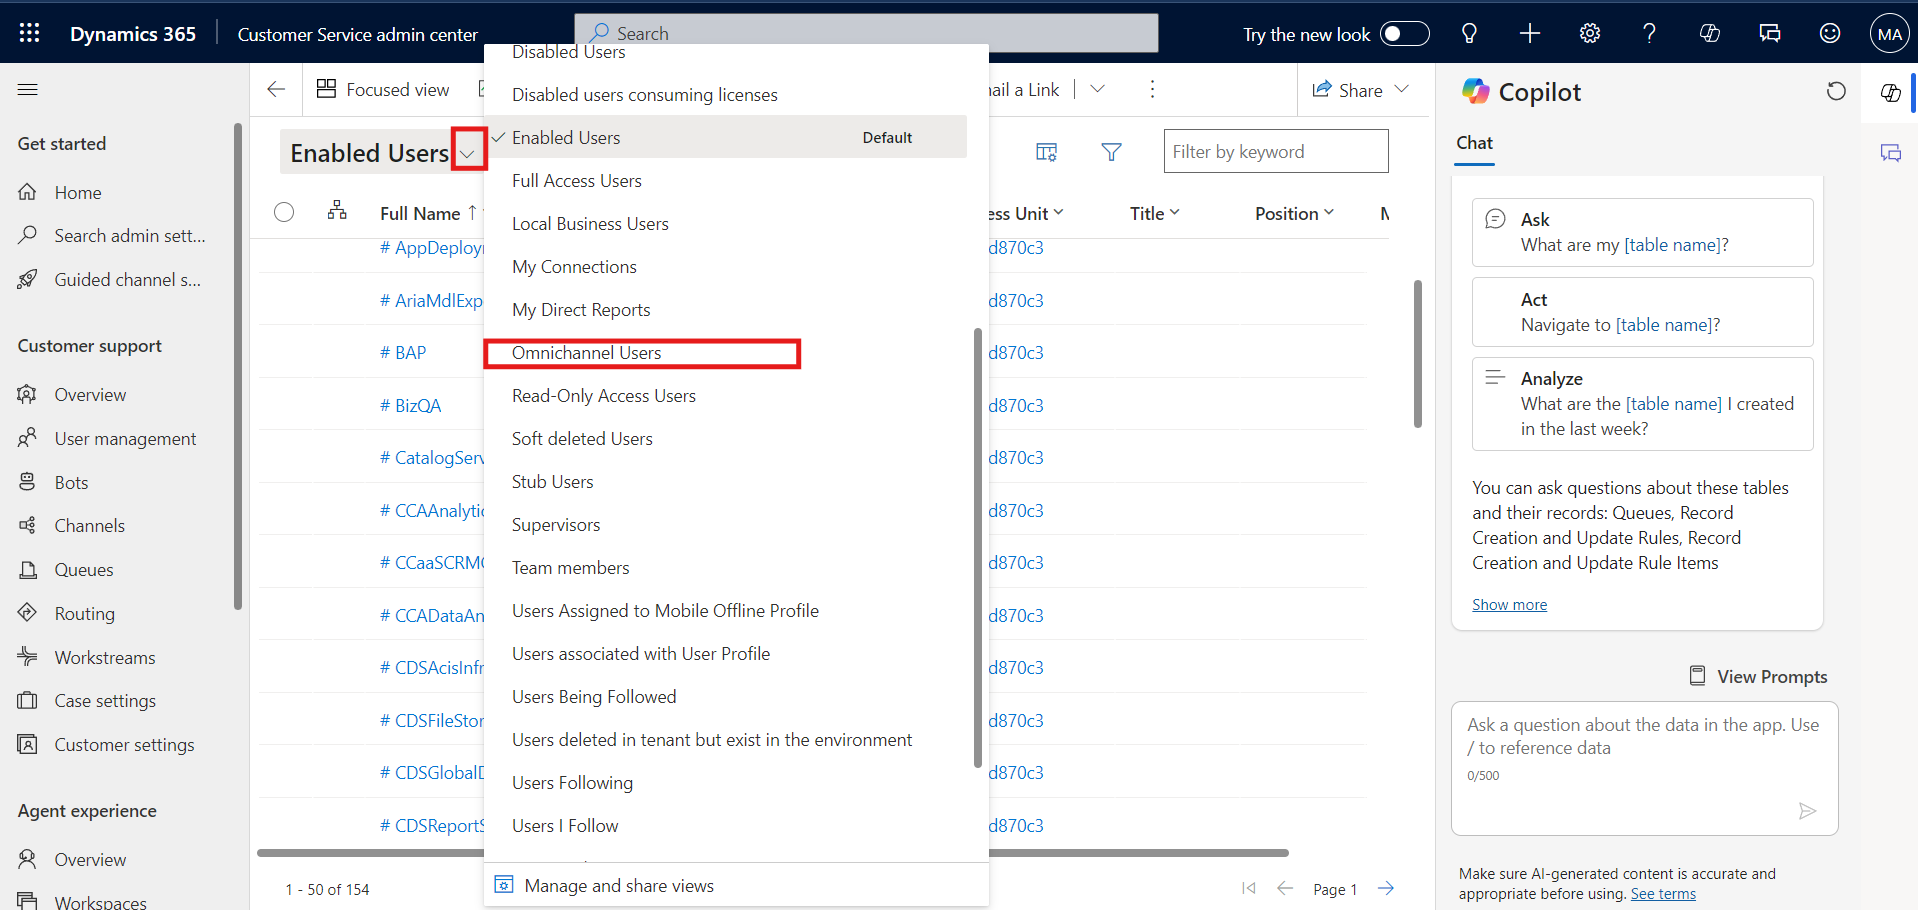 Dynamics 365
Customer Service admin center
Search
Try the new look
MA
Get started
Home
Search admin sett...
Guided channel s...
Customer support
Overview
User management
Bots
Channels
Queues
Routing
Workstreams
Case settings
Customer settings
Agent experience
Overview
Workspaces
Focused view
ail a Link
Share
Enabled Users
Filter by keyword
Full Name
ess Unit
Title
Position
# AppDeploy
d870c3
# AriaMdlExp
d870c3
# BAP
d870c3
# BizQA
d870c3
# CatalogServ
d870c3
# CCAAnalytic
d870c3
# CCaaSCRM
d870c3
# CCADataAn
d870c3
# CDSAcisInfr
d870c3
# CDSFileStor
d870c3
# CDSGlobalD
d870c3
# CDSReportS
d870c3
Disabled Users
Disabled users consuming licenses
Enabled Users Default
Full Access Users
Local Business Users
My Connections
My Direct Reports
Omnichannel Users
Read-Only Access Users
Soft deleted Users
Stub Users
Supervisors
Team members
Users Assigned to Mobile Offline Profile
Users associated with User Profile
Users Being Followed
Users deleted in tenant but exist in the environment
Users Following
Users I Follow
Manage and share views
1 - 50 of 154
Page 1
Copilot
Chat
Ask
What are my [table name]?
Act
Navigate to [table name]?
Analyze
What are the [table name] I created
in the last week?
You can ask questions about these tables
and their records: Queues, Record
Creation and Update Rules, Record
Creation and Update Rule Items
Show more
View Prompts
Ask a question about the data in the app. Use
/ to reference data
0/500
Make sure AI-generated content is accurate and
appropriate before using. See terms